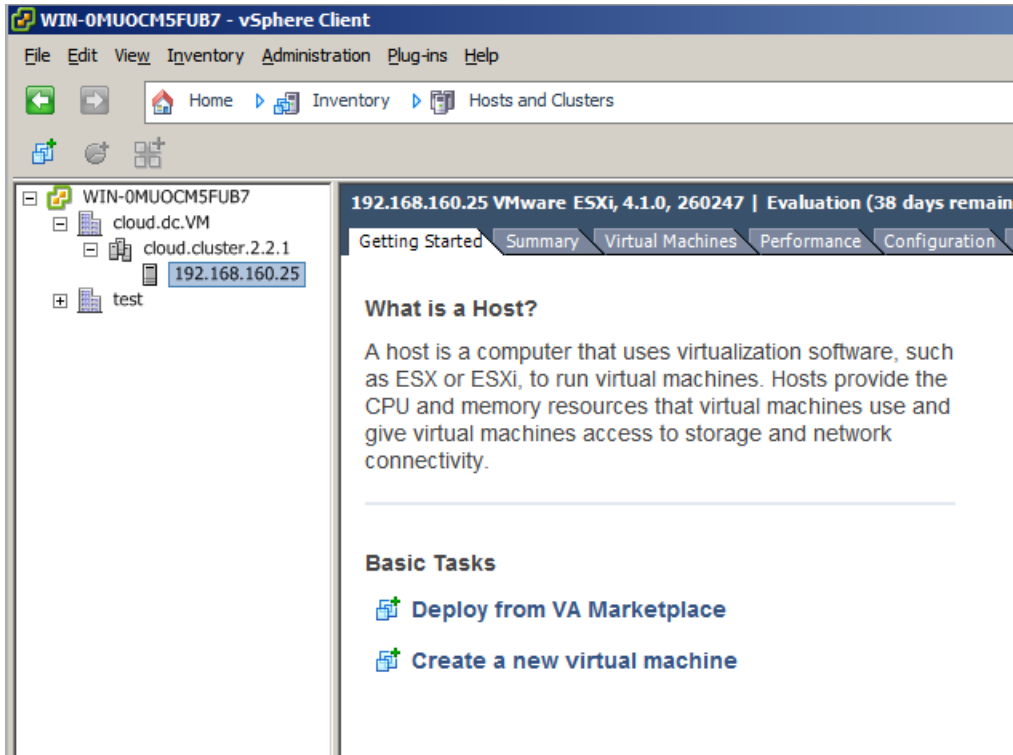 WIN-0MUOCM5FUB7 - vSphere Client
File Edit View Inventory Administration Plug-ins Help
Home Inventory Hosts and Clusters
WIN-0MUOCM5FUB7
cloud.dc.VM
cloud.cluster.2.2.1
192.168.160.25
test
192.168.160.25 VMware ESXi, 4.1.0, 260247 | Evaluation (38 days remain
Getting Started Summary Virtual Machines Performance Configuration
What is a Host?
A host is a computer that uses virtualization software, such
as ESX or ESXi, to run virtual machines. Hosts provide the
CPU and memory resources that virtual machines use and
give virtual machines access to storage and network
connectivity.
Basic Tasks
Deploy from VA Marketplace
Create a new virtual machine